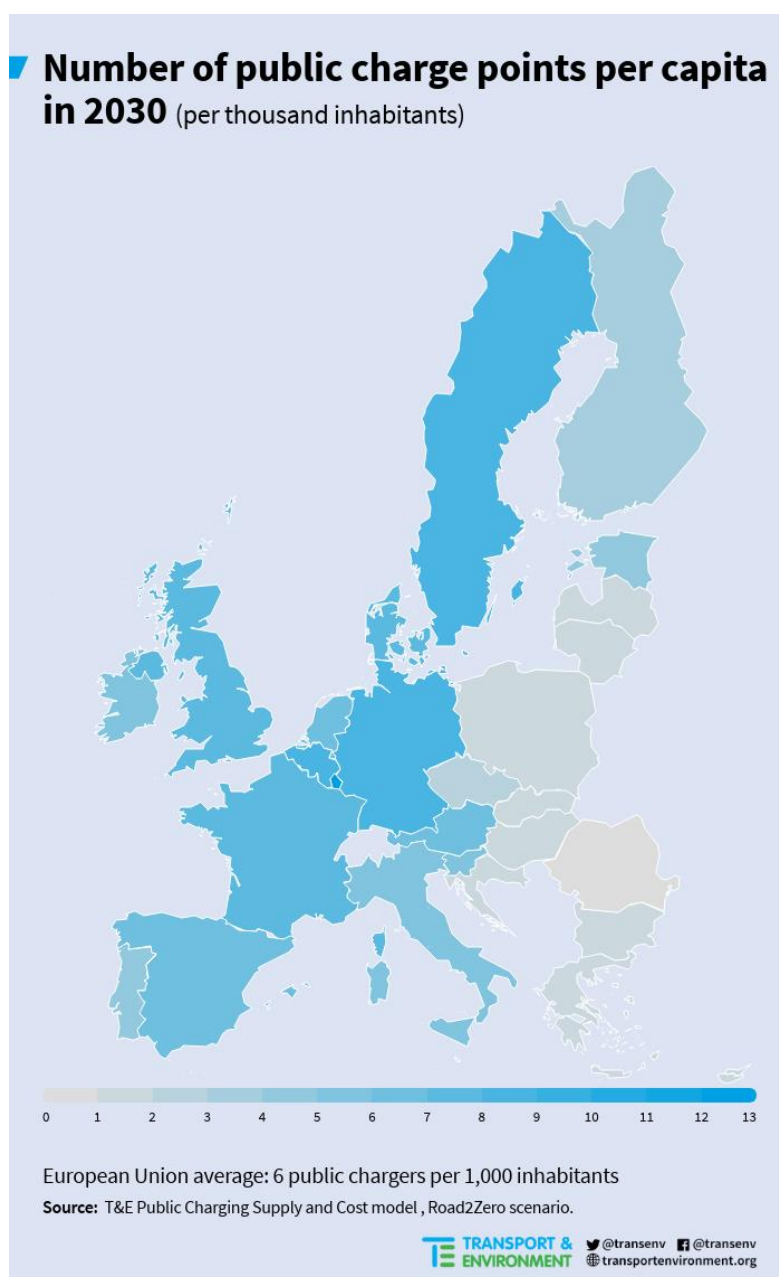 Number of public charge points per capita
in 2030 (per thousand inhabitants)
0 1 2 3 4 5 6 7 8 9 10 11 12 13
European Union average: 6 public chargers per 1,000 inhabitants
Source: T&E Public Charging Supply and Cost model , Road2Zero scenario.
TE TRANSPORT & ENVIRONMENT
@transenv @transenv
transportenvironment.org